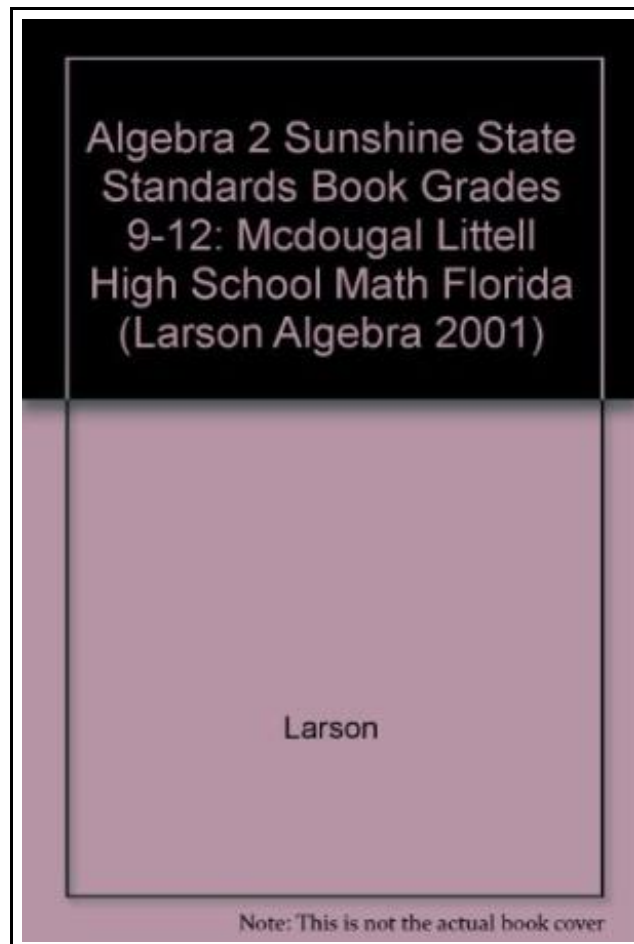 Algebra 2 Sunshine State
Standards Book Grades
9-12: Mcdougal Littell
High School Math Florida
(Larson Algebra 2001)
Larson
Note: This is not the actual book cover